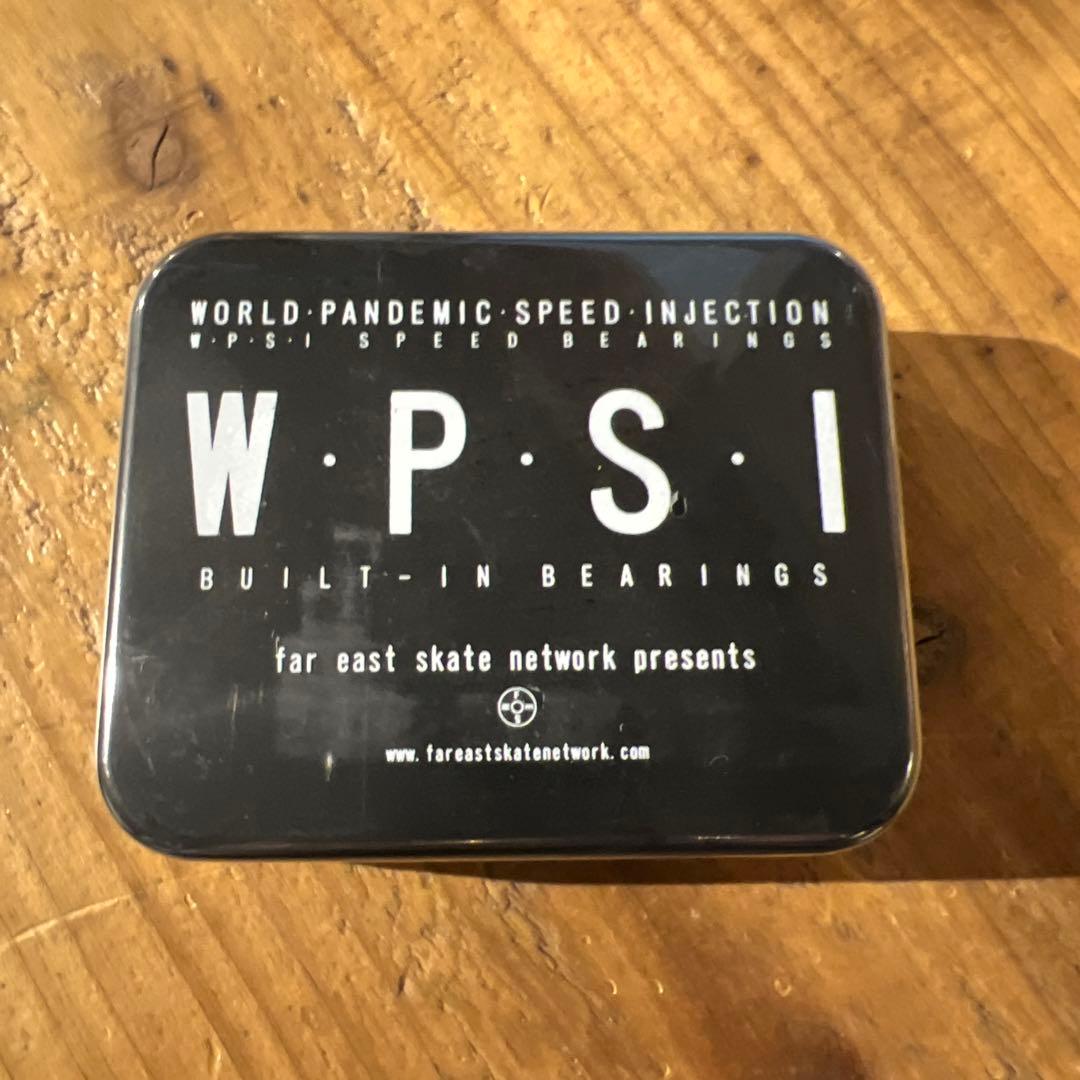 WORLD·PANDEMIC·SPEED·INJECTION
W·P·S·I SPEED BEARINGS
W·P·S·I
BUILT-IN BEARINGS
far east skate network presents
www.fareastskatenetwork.com